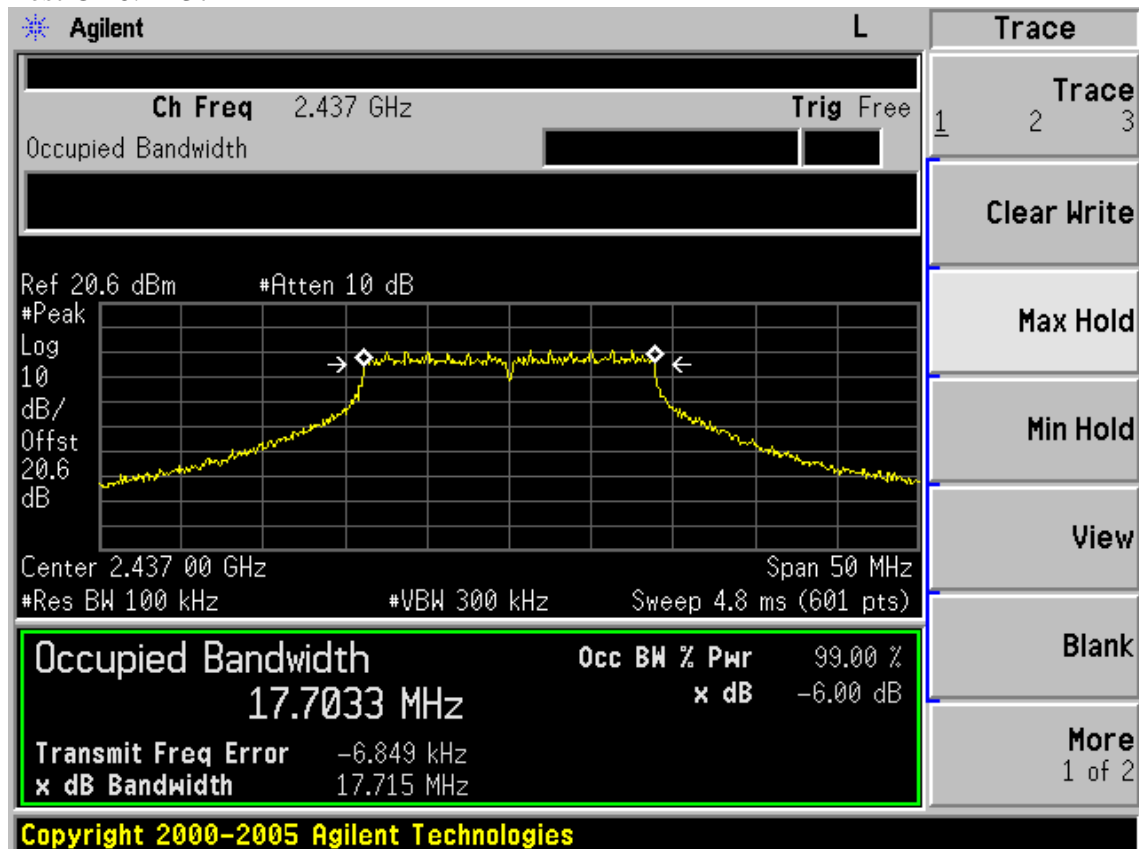 Agilent L
Ch Freq 2.437 GHz Trig Free
Occupied Bandwidth
Ref 20.6 dBm #Atten 10 dB
#Peak
Log
10
dB/
Offst
20.6
dB
Center 2.437 00 GHz Span 50 MHz
#Res BW 100 kHz #VBW 300 kHz Sweep 4.8 ms (601 pts)
Occupied Bandwidth Occ BW % Pwr 99.00 %
17.7033 MHz x dB -6.00 dB
Transmit Freq Error -6.849 kHz
x dB Bandwidth 17.715 MHz
Copyright 2000-2005 Agilent Technologies
Trace
Trace
1 2 3
Clear Write
Max Hold
Min Hold
View
Blank
More
1 of 2